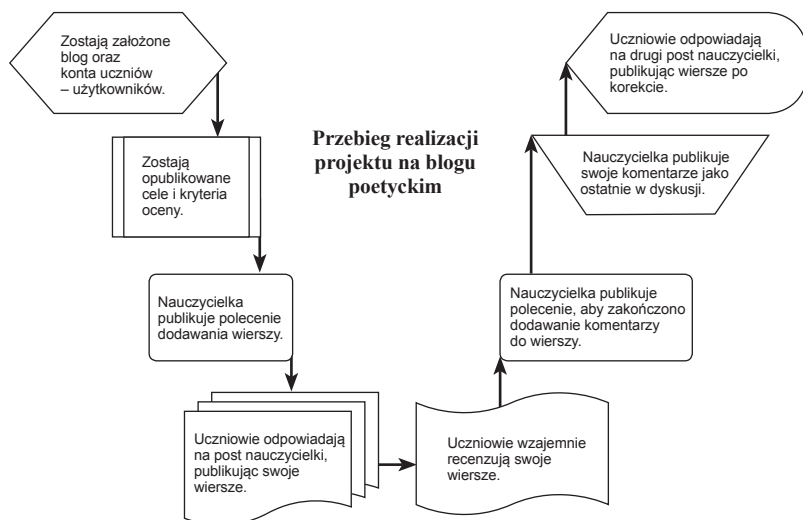 Zostają założone
blog oraz
konta uczniów
– użytkowników.
Zostają
opublikowane
cele i kryteria
oceny.
Nauczycielka
publikuje polecenie
dodawania wierszy.
Uczniowie odpowiadają
na post nauczycielki,
publikując swoje
wiersze.
Przebieg realizacji
projektu na blogu
poetyckim
Uczniowie wzajemnie
recenzują swoje
wiersze.
Nauczycielka publikuje
polecenie, aby zakończono
dodawanie komentarzy
do wierszy.
Nauczycielka publikuje
swoje komentarze jako
ostatnie w dyskusji.
Uczniowie odpowiadają
na drugi post nauczycielki,
publikując wiersze po
korekcie.